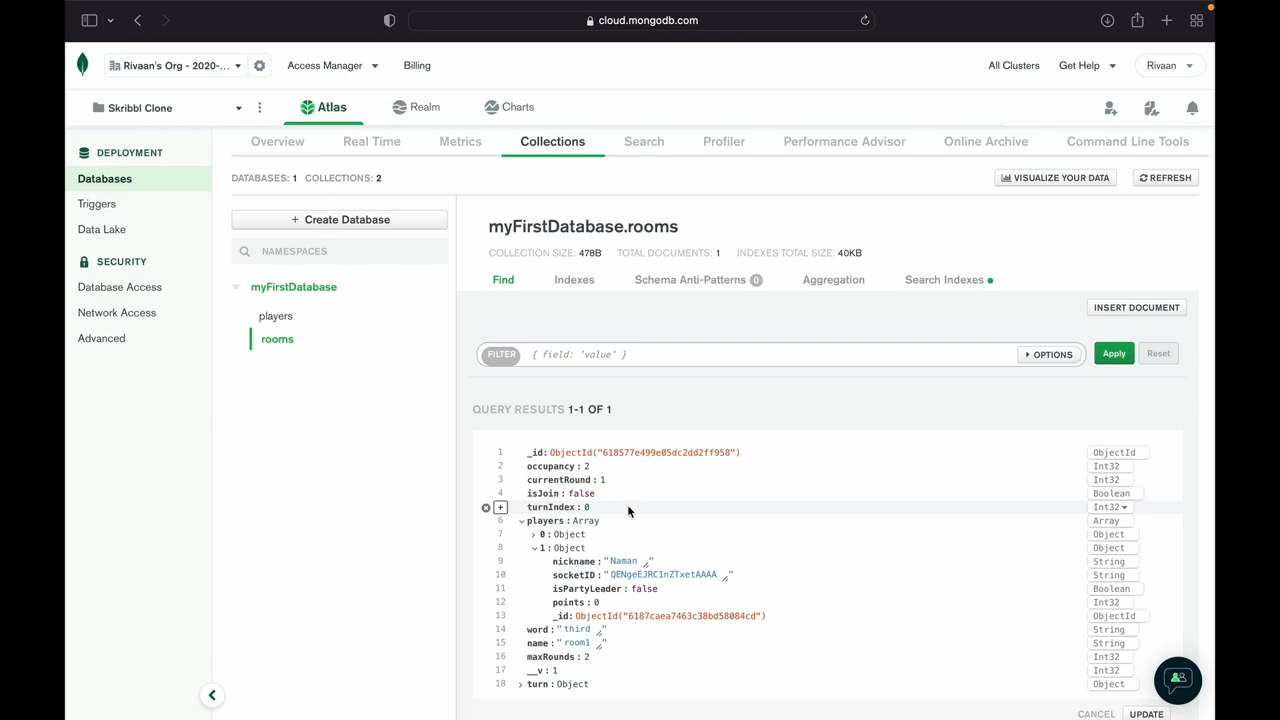 cloud.mongodb.com
Rivaan's Org - 2020-...
Access Manager
Billing
All Clusters
Get Help
Rivaan
Skribbl Clone
Atlas
Realm
Charts
DEPLOYMENT
Databases
Triggers
Data Lake
SECURITY
Database Access
Network Access
Advanced
Overview
Real Time
Metrics
Collections
Search
Profiler
Performance Advisor
Online Archive
Command Line Tools
DATABASES: 1 COLLECTIONS: 2
VISUALIZE YOUR DATA
REFRESH
+ Create Database
NAMESPACES
myFirstDatabase
players
rooms
myFirstDatabase.rooms
COLLECTION SIZE: 478B TOTAL DOCUMENTS: 1 INDEXES TOTAL SIZE: 40KB
Find
Indexes
Schema Anti-Patterns 0
Aggregation
Search Indexes
INSERT DOCUMENT
FILTER { field: 'value' }
OPTIONS
Apply
Reset
QUERY RESULTS 1-1 OF 1
1 _id: ObjectId("618577e499e05dc2dd2ff958") ObjectId
2 occupancy: 2 Int32
3 currentRound: 1 Int32
4 isJoin: false Boolean
+ turnIndex: 0 Int32
6 players: Array Array
7 0: Object Object
8 1: Object Object
9 nickname: "Naman " String
10 socketID: "QENgeEJRC1nZTxetAAAA " String
11 isPartyLeader: false Boolean
12 points: 0 Int32
13 _id: ObjectId("6187caea7463c38bd58084cd") ObjectId
14 word: "third " String
15 name: "room1 " String
16 maxRounds: 2 Int32
17 __v: 1 Int32
18 turn: Object Object
CANCEL
UPDATE